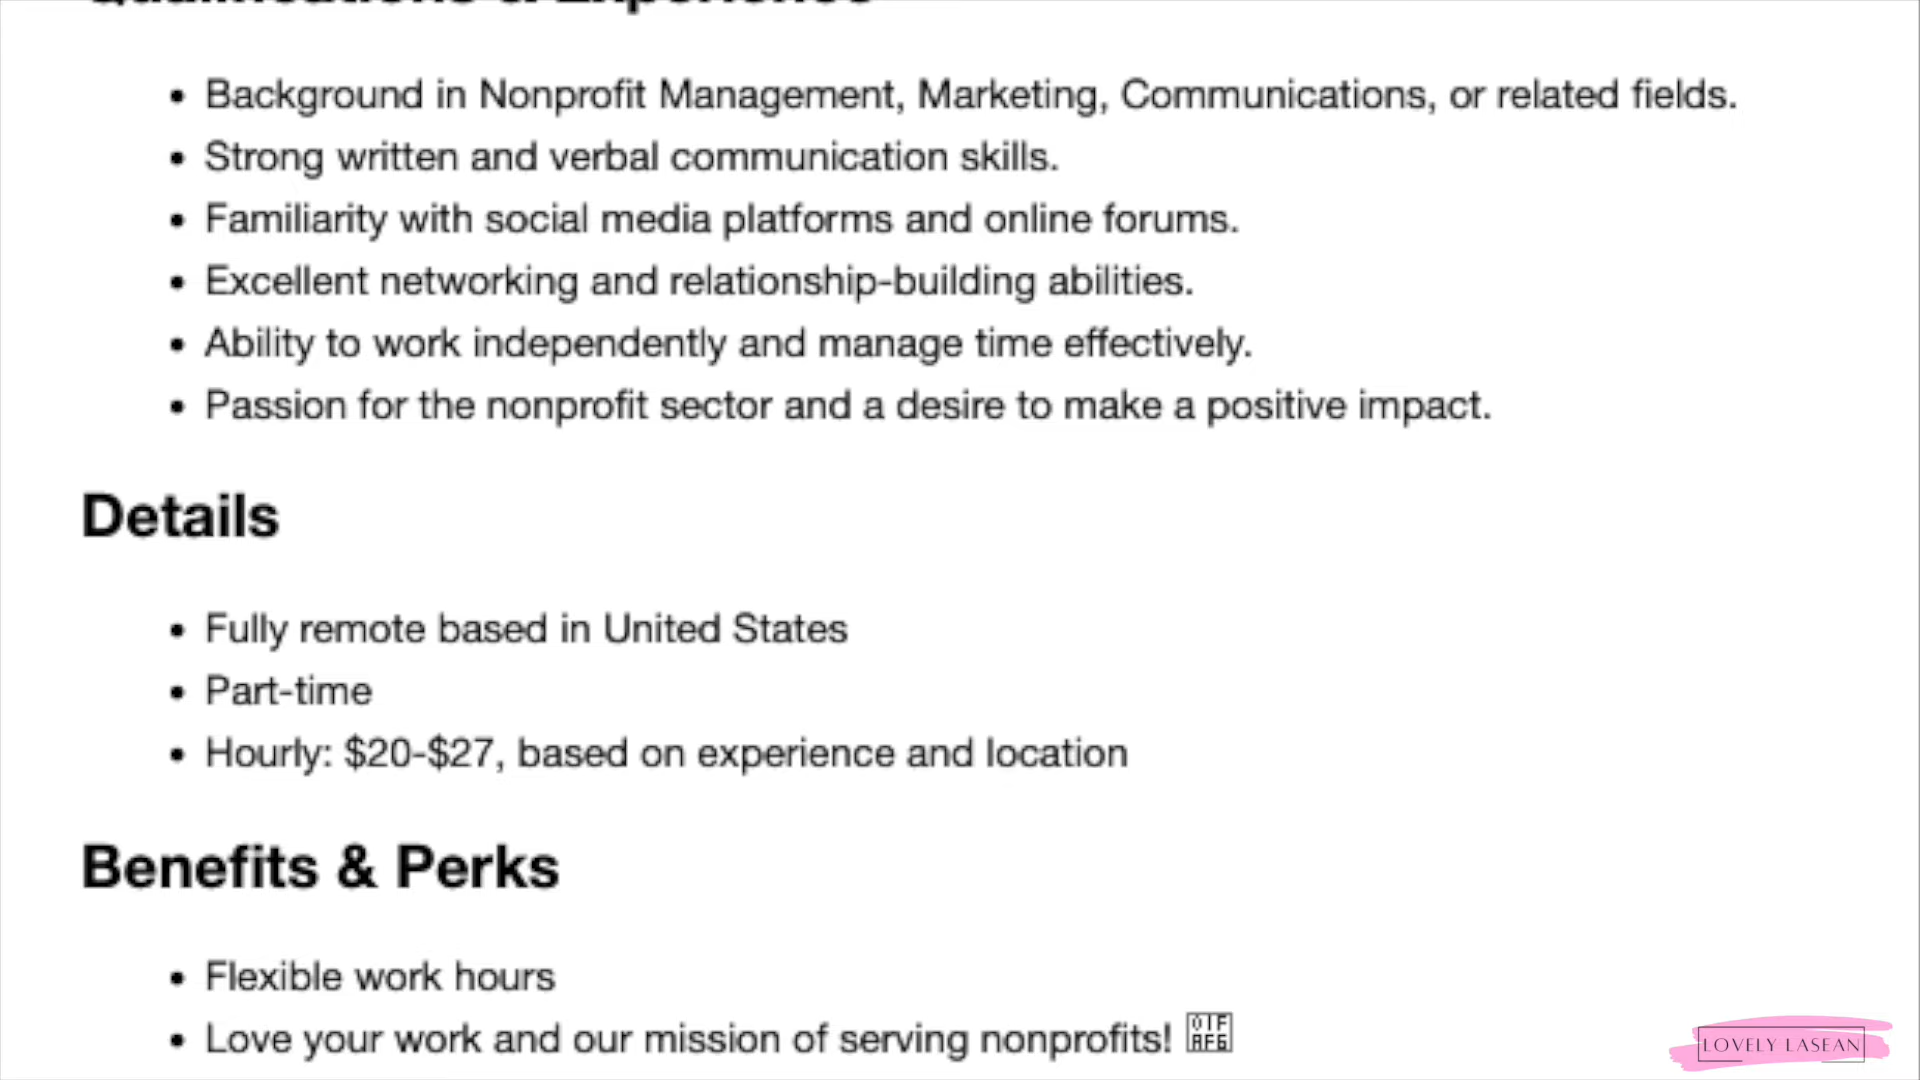 Qualifications & Experience
• Background in Nonprofit Management, Marketing, Communications, or related fields.
• Strong written and verbal communication skills.
• Familiarity with social media platforms and online forums.
• Excellent networking and relationship-building abilities.
• Ability to work independently and manage time effectively.
• Passion for the nonprofit sector and a desire to make a positive impact.
Details
• Fully remote based in United States
• Part-time
• Hourly: $20-$27, based on experience and location
Benefits & Perks
• Flexible work hours
• Love your work and our mission of serving nonprofits!
LOVELY LASEAN